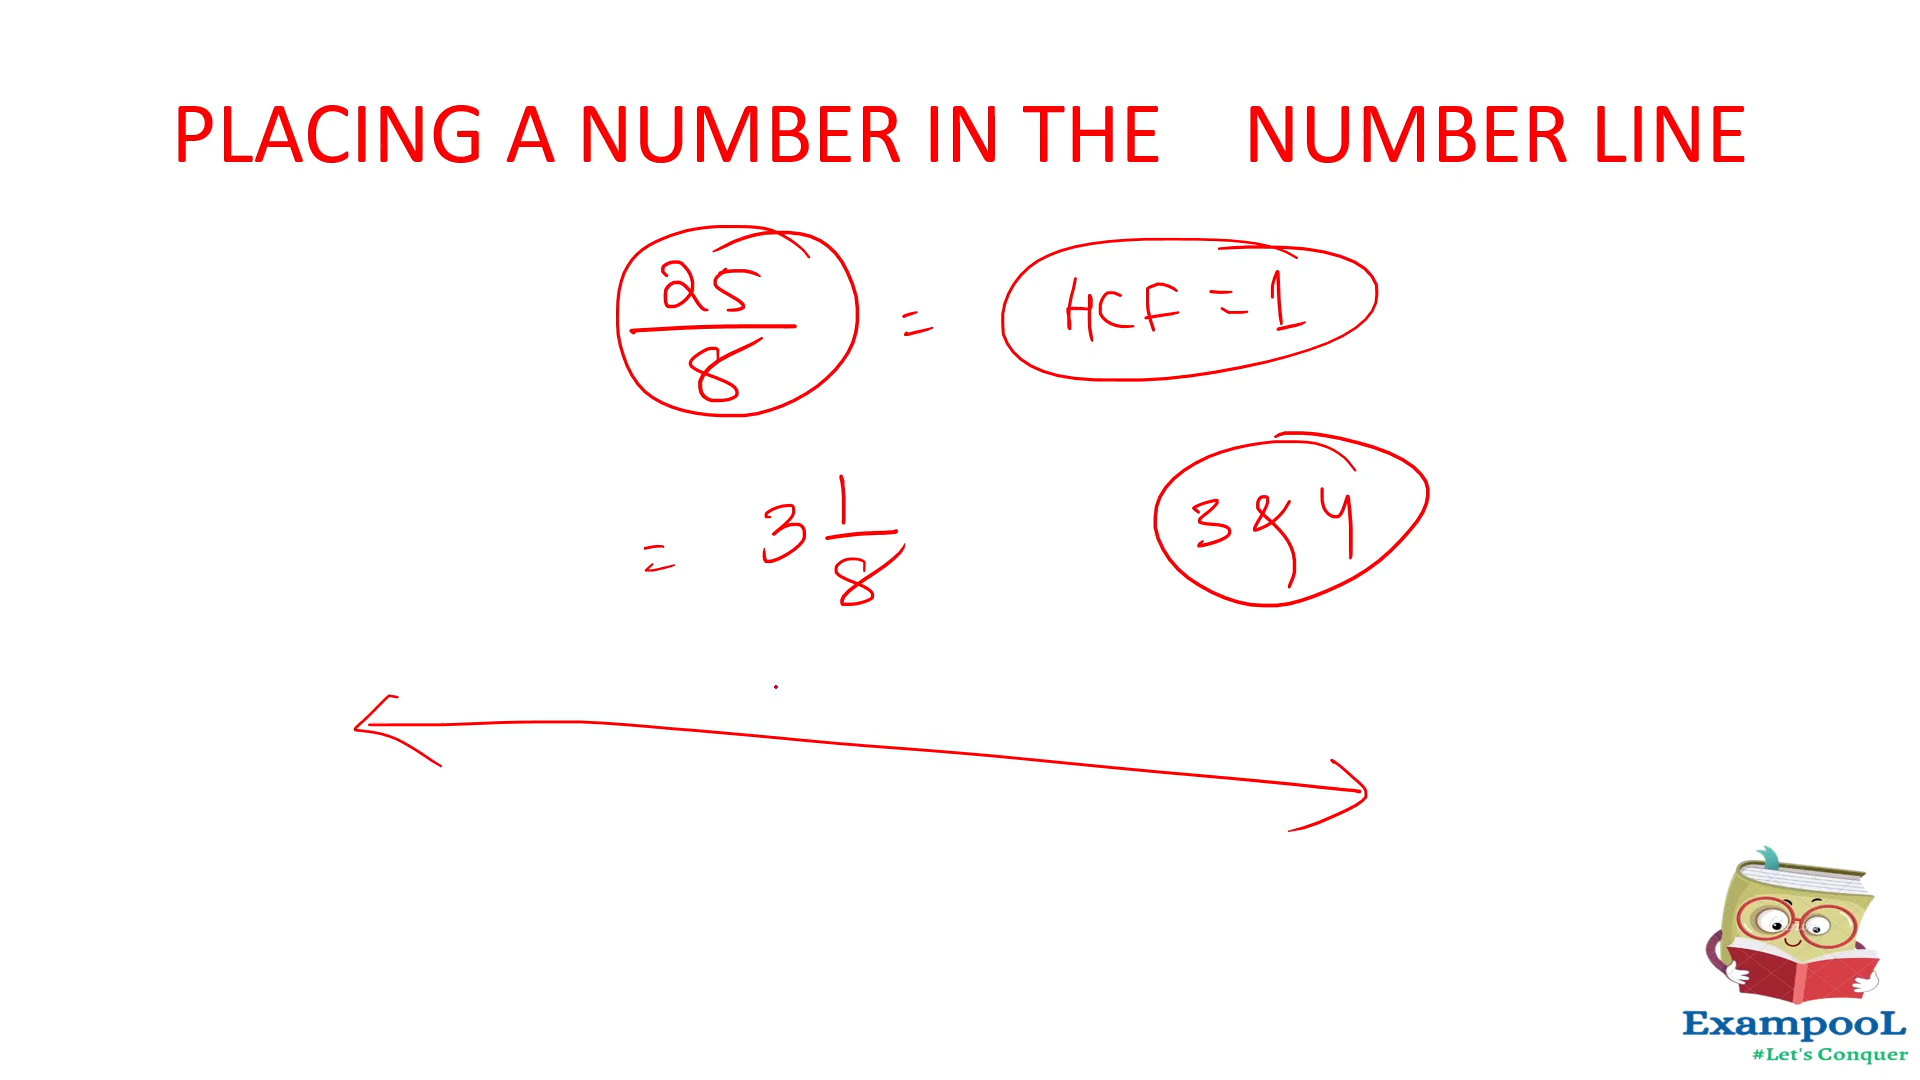 PLACING A NUMBER IN THE NUMBER LINE
25/8 = HCF = 1
= 3 1/8 3 & 4
ExampooL
#Let's Conquer